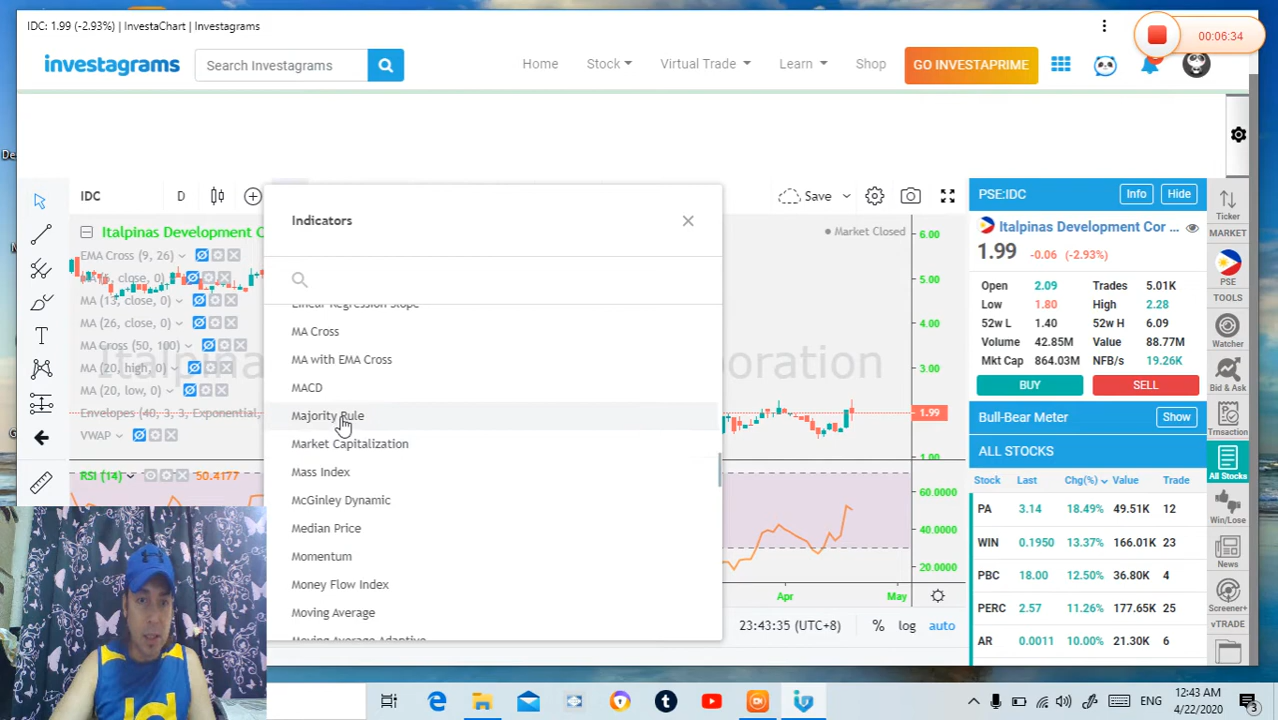 IDC: 1.99 (-2.93%) | InvestaChart | Investagrams
00:06:34
investagrams
Search Investagrams
Home
Stock
Virtual Trade
Learn
Shop
GO INVESTAPRIME
IDC
D
Indicators
Save
PSE:IDC
Info
Hide
Ticker
MARKET
Italpinas Development C
Market Closed
6.00
Italpinas Development Cor ...
EMA Cross (9, 26)
1.99 -0.06 (-2.93%)
PSE
MA (5, close, 0)
5.00
Open 2.09 Trades 5.01K
TOOLS
MA (13, close, 0)
Linear Regression Slope
Low 1.80 High 2.28
MA (26, close, 0)
MA Cross
4.00
52w L 1.40 52w H 6.09
MA Cross (50, 100)
Volume 42.85M Value 88.77M
Watcher
MA (20, high, 0)
MA with EMA Cross
3.00
Mkt Cap 864.03M NFB/s 19.26K
MA (20, low, 0)
MACD
BUY
SELL
Bid & Ask
Envelopes (40, 3, 3, Exponential,
Majority Rule
1.99
Bull-Bear Meter
Show
VWAP
Market Capitalization
1.00
Trnsaction
ALL STOCKS
RSI (14) 50.4177
Mass Index
Stock Last Chg(%) Value Trade
All Stocks
McGinley Dynamic
60.0000
PA 3.14 18.49% 49.51K 12
Median Price
40.0000
WIN 0.1950 13.37% 166.01K 23
Win/Lose
Momentum
20.0000
PBC 18.00 12.50% 36.80K 4
News
Money Flow Index
Apr
May
PERC 2.57 11.26% 177.65K 25
Screener+
Moving Average
23:43:35 (UTC+8)
%
log
auto
vTRADE
Moving Average Adaptive
AR 0.0011 10.00% 21.30K 6
ENG
12:43 AM
4/22/2020
3